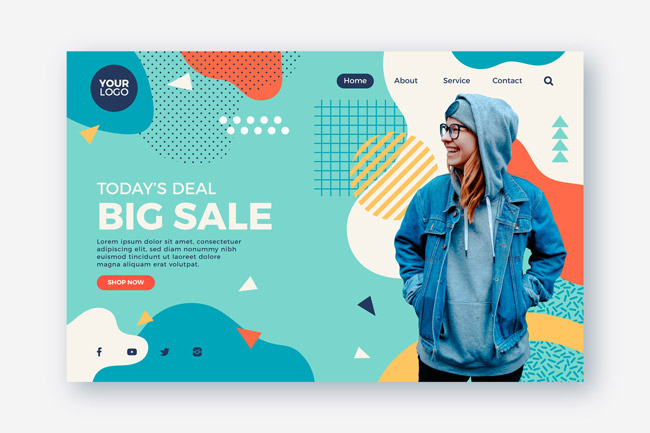 YOUR
LOGO
Home
About
Service
Contact
TODAY'S DEAL
BIG SALE
Lorem ipsum dolor sit amet, consectetur
adipiscing elit, sed diam nonummy nibh
euismod tincidunt ut laoreet dolore
magna aliquam erat volutpat.
SHOP NOW